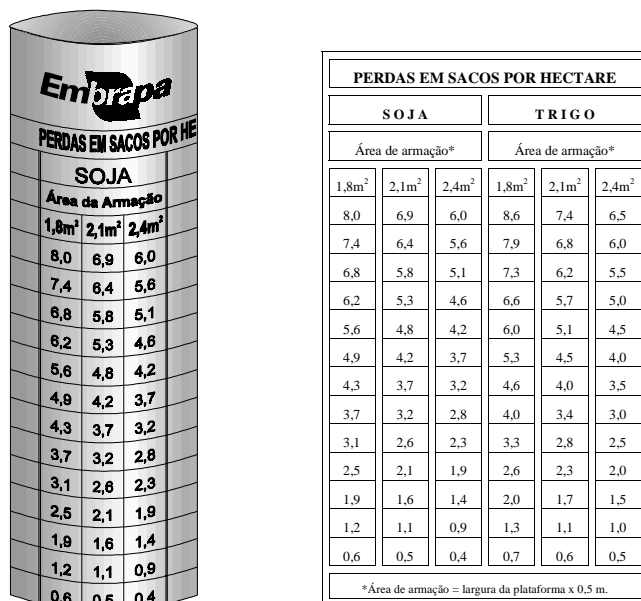 Embrapa
PERDAS EM SACOS POR HE
SOJA
Área da Armação
1,8m² 2,1m² 2,4m²
8,0 6,9 6,0
7,4 6,4 5,6
6,8 5,8 5,1
6,2 5,3 4,6
5,6 4,8 4,2
4,9 4,2 3,7
4,3 3,7 3,2
3,7 3,2 2,8
3,1 2,6 2,3
2,5 2,1 1,9
1,9 1,6 1,4
1,2 1,1 0,9
0,6 0,5 0,4
PERDAS EM SACOS POR HECTARE
SOJA TRIGO
Área de armação* Área de armação*
1,8m² 2,1m² 2,4m² 1,8m² 2,1m² 2,4m²
8,0 6,9 6,0 8,6 7,4 6,5
7,4 6,4 5,6 7,9 6,8 6,0
6,8 5,8 5,1 7,3 6,2 5,5
6,2 5,3 4,6 6,6 5,7 5,0
5,6 4,8 4,2 6,0 5,1 4,5
4,9 4,2 3,7 5,3 4,5 4,0
4,3 3,7 3,2 4,6 4,0 3,5
3,7 3,2 2,8 4,0 3,4 3,0
3,1 2,6 2,3 3,3 2,8 2,5
2,5 2,1 1,9 2,6 2,3 2,0
1,9 1,6 1,4 2,0 1,7 1,5
1,2 1,1 0,9 1,3 1,1 1,0
0,6 0,5 0,4 0,7 0,6 0,5
*Área de armação = largura da plataforma x 0,5 m.